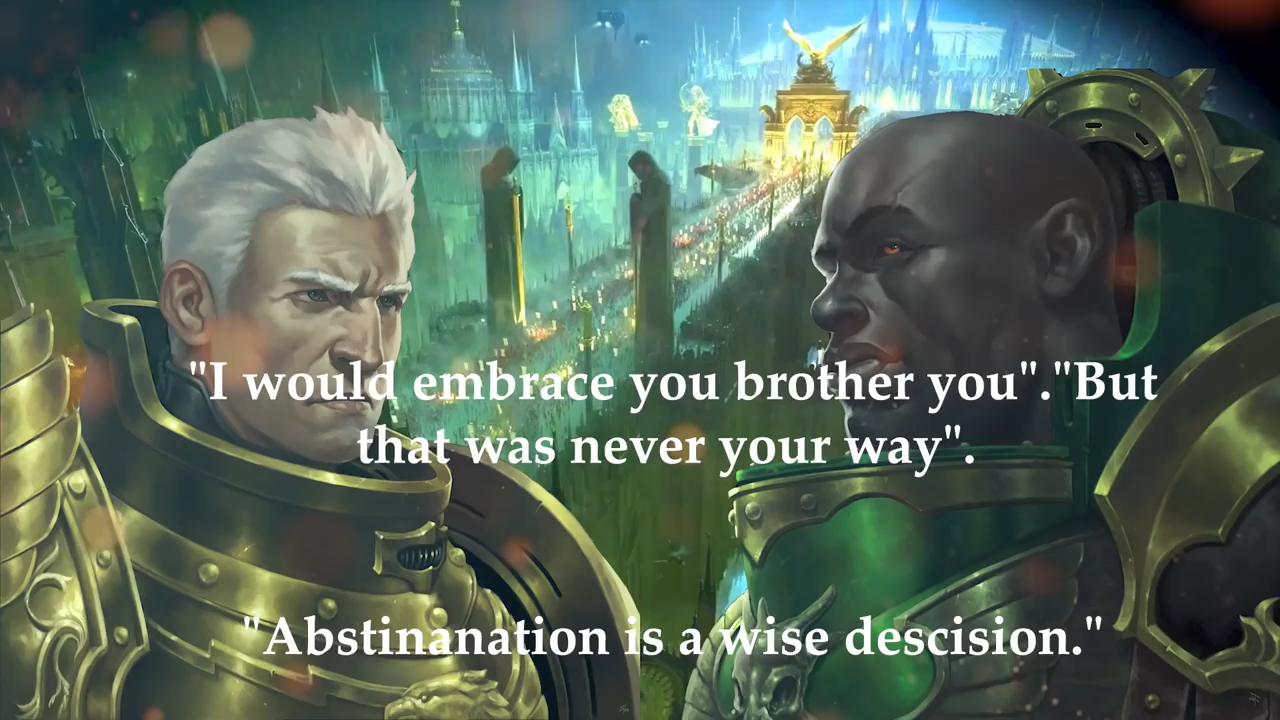 "I would embrace you brother you"."But
that was never your way".
"Abstinanation is a wise descision."